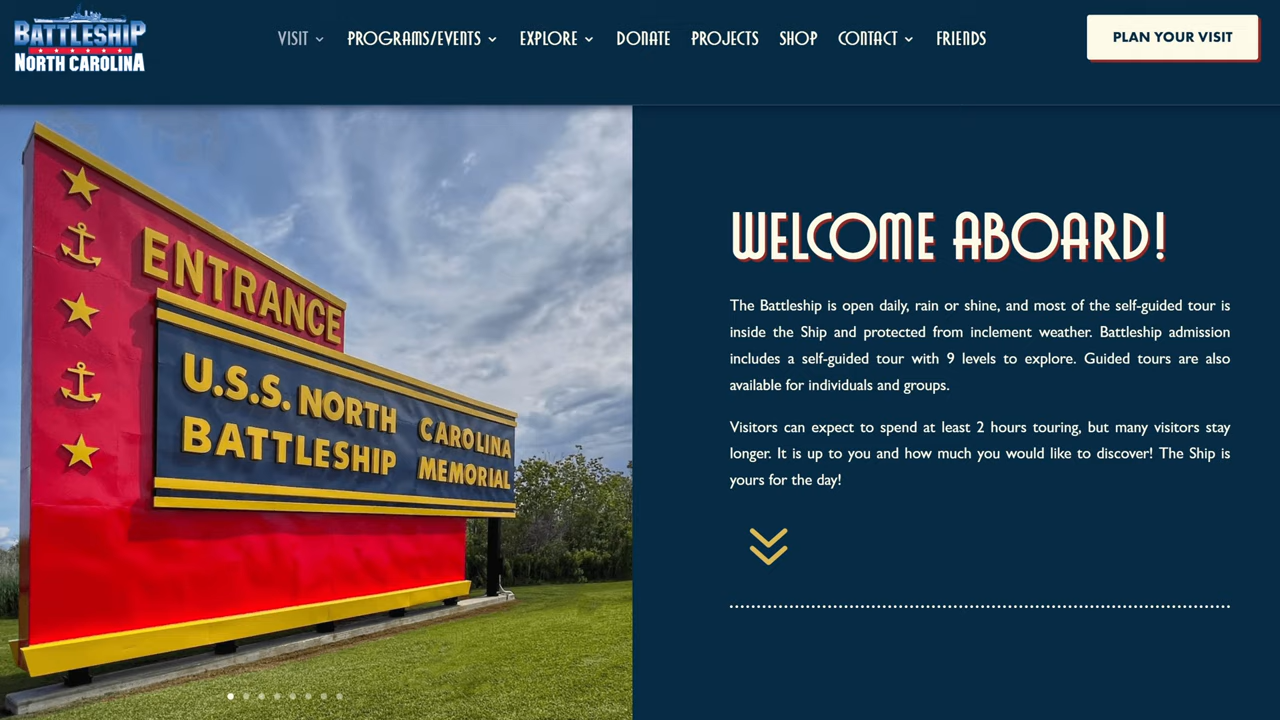 BATTLESHIP
NORTH CAROLINA
VISIT PROGRAMS/EVENTS EXPLORE DONATE PROJECTS SHOP CONTACT FRIENDS
PLAN YOUR VISIT
ENTRANCE
U.S.S. NORTH CAROLINA
BATTLESHIP MEMORIAL
WELCOME ABOARD!
The Battleship is open daily, rain or shine, and most of the self-guided tour is
inside the Ship and protected from inclement weather. Battleship admission
includes a self-guided tour with 9 levels to explore. Guided tours are also
available for individuals and groups.
Visitors can expect to spend at least 2 hours touring, but many visitors stay
longer. It is up to you and how much you would like to discover! The Ship is
yours for the day!